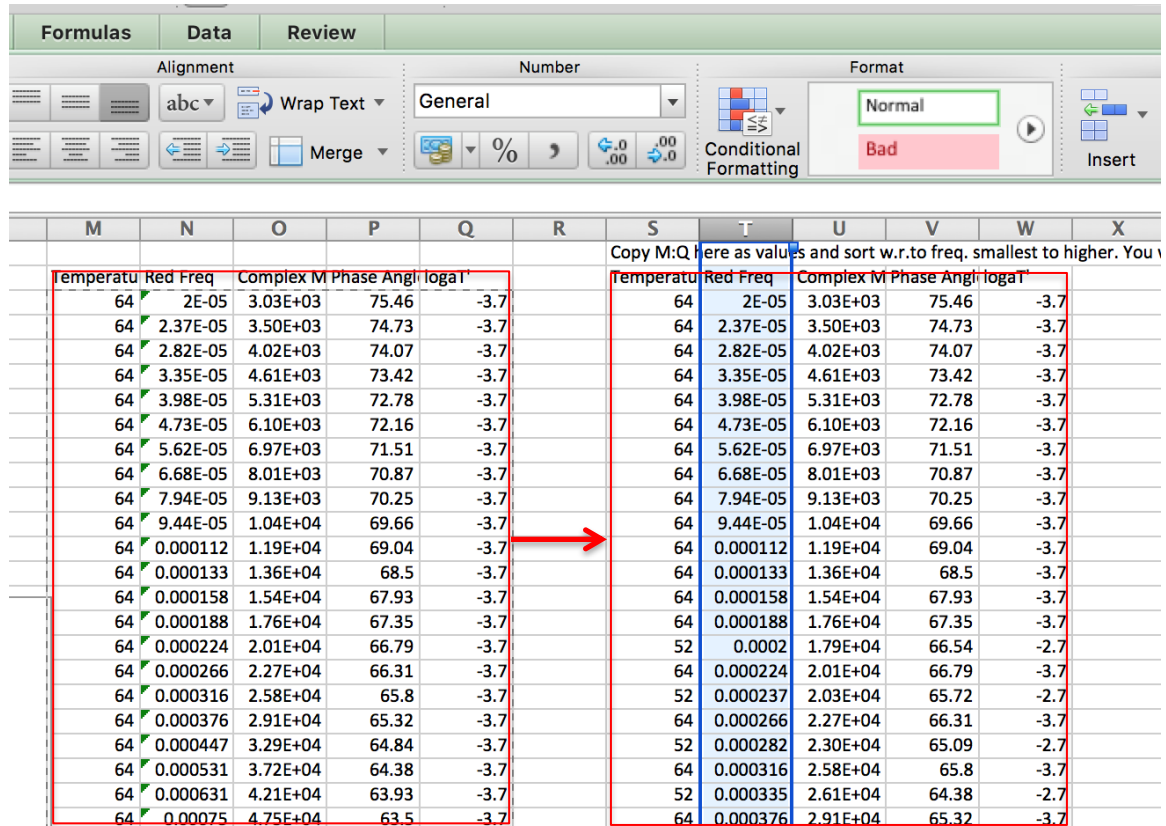 Formulas Data Review
Alignment Number Format
abc Wrap Text General Normal
Merge % .0 .00 .00 .0 Conditional Formatting Bad Insert
M N O P Q R S T U V W X
Copy M:Q here as values and sort w.r.to freq. smallest to higher. You
Temperatu Red Freq Complex M Phase Angl logaT' Temperatu Red Freq Complex M Phase Angl logaT'
64 2E-05 3.03E+03 75.46 -3.7 64 2E-05 3.03E+03 75.46 -3.7
64 2.37E-05 3.50E+03 74.73 -3.7 64 2.37E-05 3.50E+03 74.73 -3.7
64 2.82E-05 4.02E+03 74.07 -3.7 64 2.82E-05 4.02E+03 74.07 -3.7
64 3.35E-05 4.61E+03 73.42 -3.7 64 3.35E-05 4.61E+03 73.42 -3.7
64 3.98E-05 5.31E+03 72.78 -3.7 64 3.98E-05 5.31E+03 72.78 -3.7
64 4.73E-05 6.10E+03 72.16 -3.7 64 4.73E-05 6.10E+03 72.16 -3.7
64 5.62E-05 6.97E+03 71.51 -3.7 64 5.62E-05 6.97E+03 71.51 -3.7
64 6.68E-05 8.01E+03 70.87 -3.7 64 6.68E-05 8.01E+03 70.87 -3.7
64 7.94E-05 9.13E+03 70.25 -3.7 64 7.94E-05 9.13E+03 70.25 -3.7
64 9.44E-05 1.04E+04 69.66 -3.7 64 9.44E-05 1.04E+04 69.66 -3.7
64 0.000112 1.19E+04 69.04 -3.7 64 0.000112 1.19E+04 69.04 -3.7
64 0.000133 1.36E+04 68.5 -3.7 64 0.000133 1.36E+04 68.5 -3.7
64 0.000158 1.54E+04 67.93 -3.7 64 0.000158 1.54E+04 67.93 -3.7
64 0.000188 1.76E+04 67.35 -3.7 64 0.000188 1.76E+04 67.35 -3.7
64 0.000224 2.01E+04 66.79 -3.7 52 0.0002 1.79E+04 66.54 -2.7
64 0.000266 2.27E+04 66.31 -3.7 64 0.000224 2.01E+04 66.79 -3.7
64 0.000316 2.58E+04 65.8 -3.7 52 0.000237 2.03E+04 65.72 -2.7
64 0.000376 2.91E+04 65.32 -3.7 64 0.000266 2.27E+04 66.31 -3.7
64 0.000447 3.29E+04 64.84 -3.7 52 0.000282 2.30E+04 65.09 -2.7
64 0.000531 3.72E+04 64.38 -3.7 64 0.000316 2.58E+04 65.8 -3.7
64 0.000631 4.21E+04 63.93 -3.7 52 0.000335 2.61E+04 64.38 -2.7
64 0.00075 4.75E+04 63.5 -3.7 64 0.000376 2.91E+04 65.32 -3.7